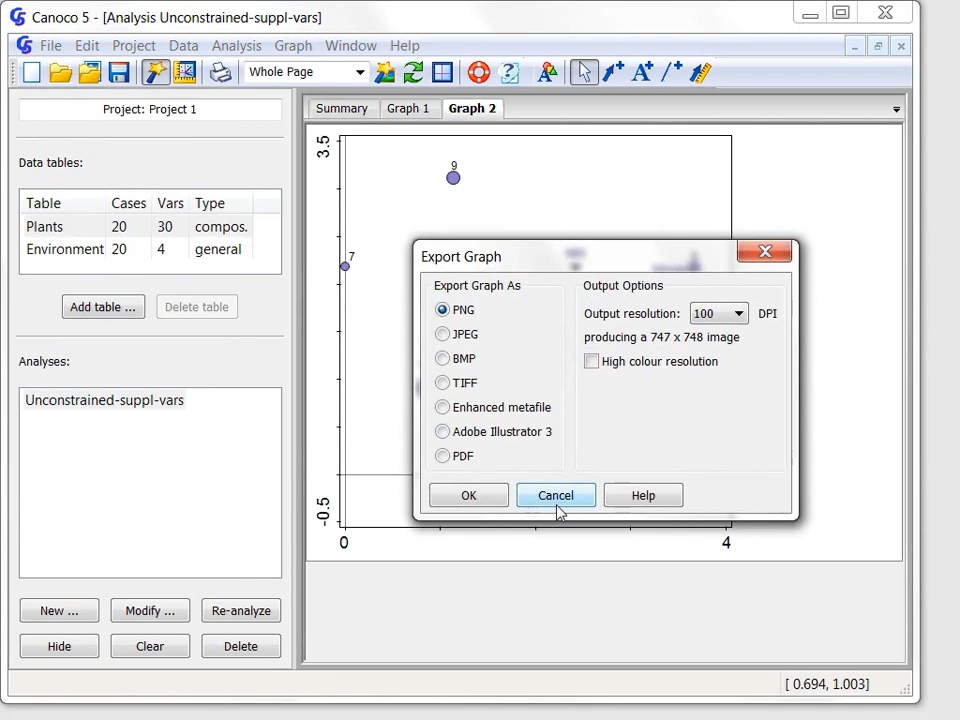 Canoco 5 - [Analysis Unconstrained-suppl-vars]
File Edit Project Data Analysis Graph Window Help
Whole Page
Project: Project 1
Data tables:
Table Cases Vars Type
Plants 20 30 compos.
Environment 20 4 general
Add table ... Delete table
Analyses:
Unconstrained-suppl-vars
New ... Modify ... Re-analyze
Hide Clear Delete
Summary Graph 1 Graph 2
3.5
9
7
-0.5
0 4
Export Graph
Export Graph As
PNG
JPEG
BMP
TIFF
Enhanced metafile
Adobe Illustrator 3
PDF
Output Options
Output resolution: 100 DPI
producing a 747 x 748 image
High colour resolution
OK Cancel Help
[ 0.694, 1.003]